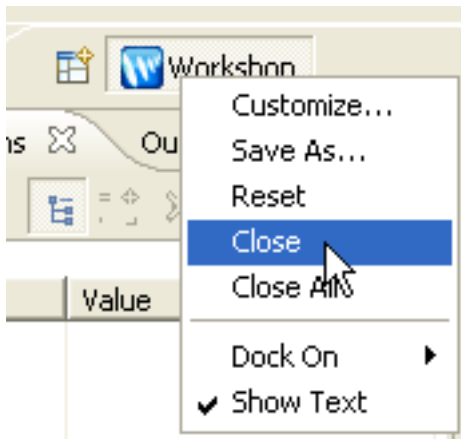 Workshop
Customize...
ns Ou
Save As...
Reset
Close
Close All
Value
Dock On
Show Text